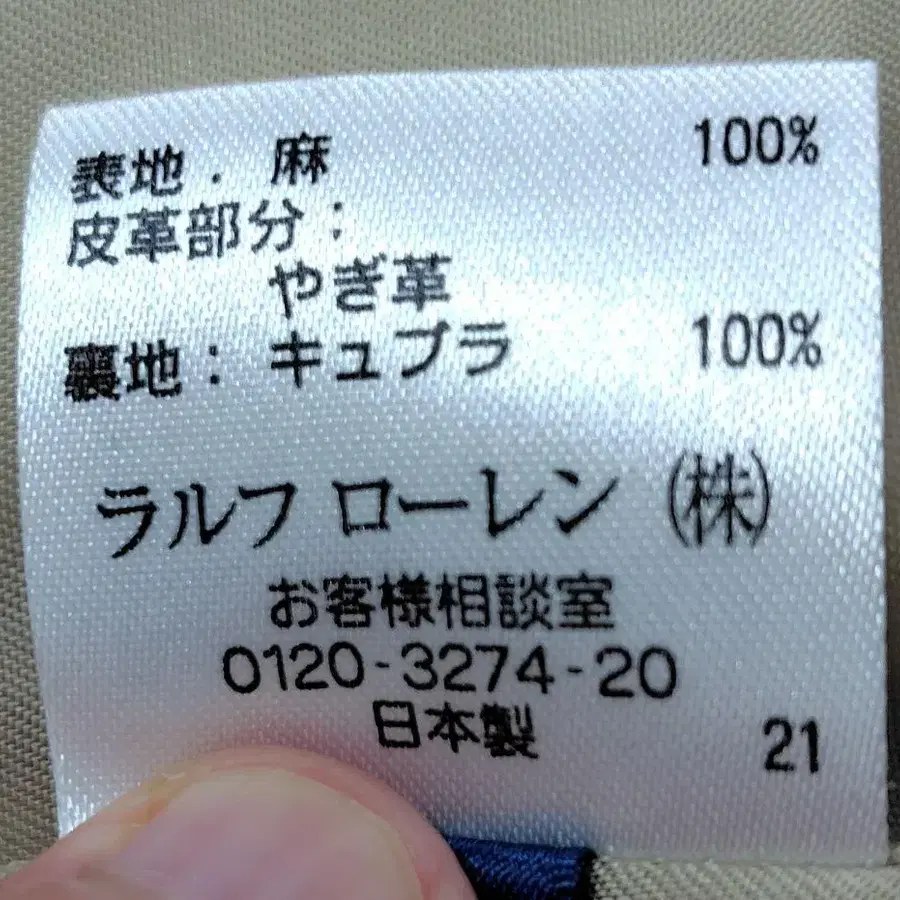 表地: 麻 100%
皮革部分:
やぎ革
裏地: キュプラ 100%
ラルフ ローレン (株)
お客様相談室
0120-3274-20
日本製 21